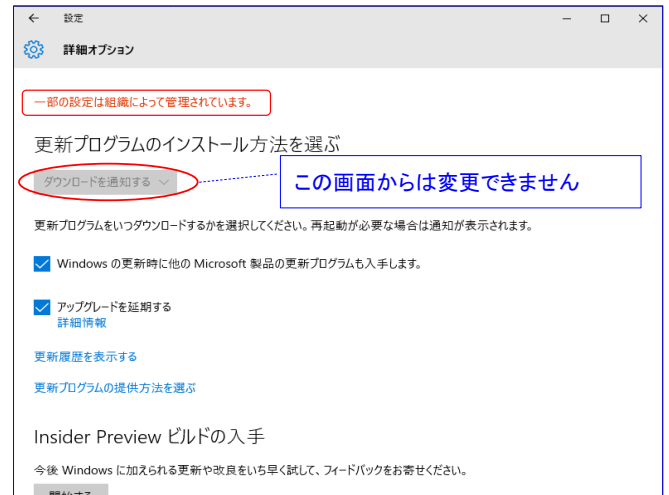 設定
詳細オプション
一部の設定は組織によって管理されています。
更新プログラムのインストール方法を選ぶ
ダウンロードを通知する
この画面からは変更できません
更新プログラムをいつダウンロードするかを選択してください。再起動が必要な場合は通知が表示されます。
Windows の更新時に他の Microsoft 製品の更新プログラムも入手します。
アップグレードを延期する
詳細情報
更新履歴を表示する
更新プログラムの提供方法を選ぶ
Insider Preview ビルドの入手
今後 Windows に加えられる更新や改良をいち早く試して、フィードバックをお寄せください。
開始する